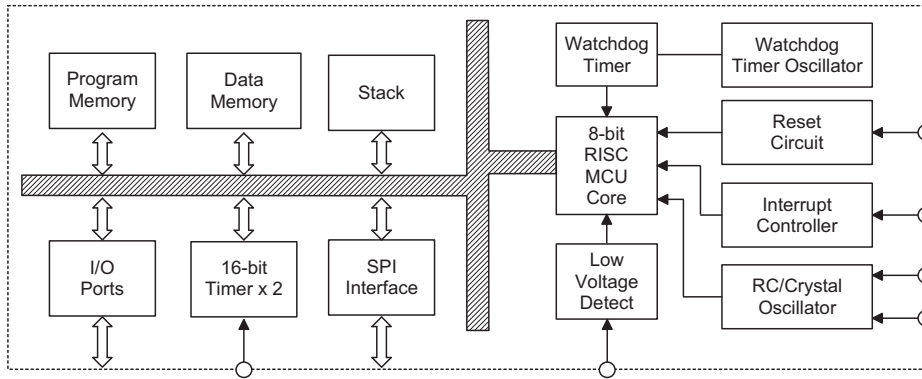 Program
Memory
Data
Memory
Stack
Watchdog
Timer
Watchdog
Timer Oscillator
8-bit
RISC
MCU
Core
Reset
Circuit
Interrupt
Controller
I/O
Ports
16-bit
Timer x 2
SPI
Interface
Low
Voltage
Detect
RC/Crystal
Oscillator